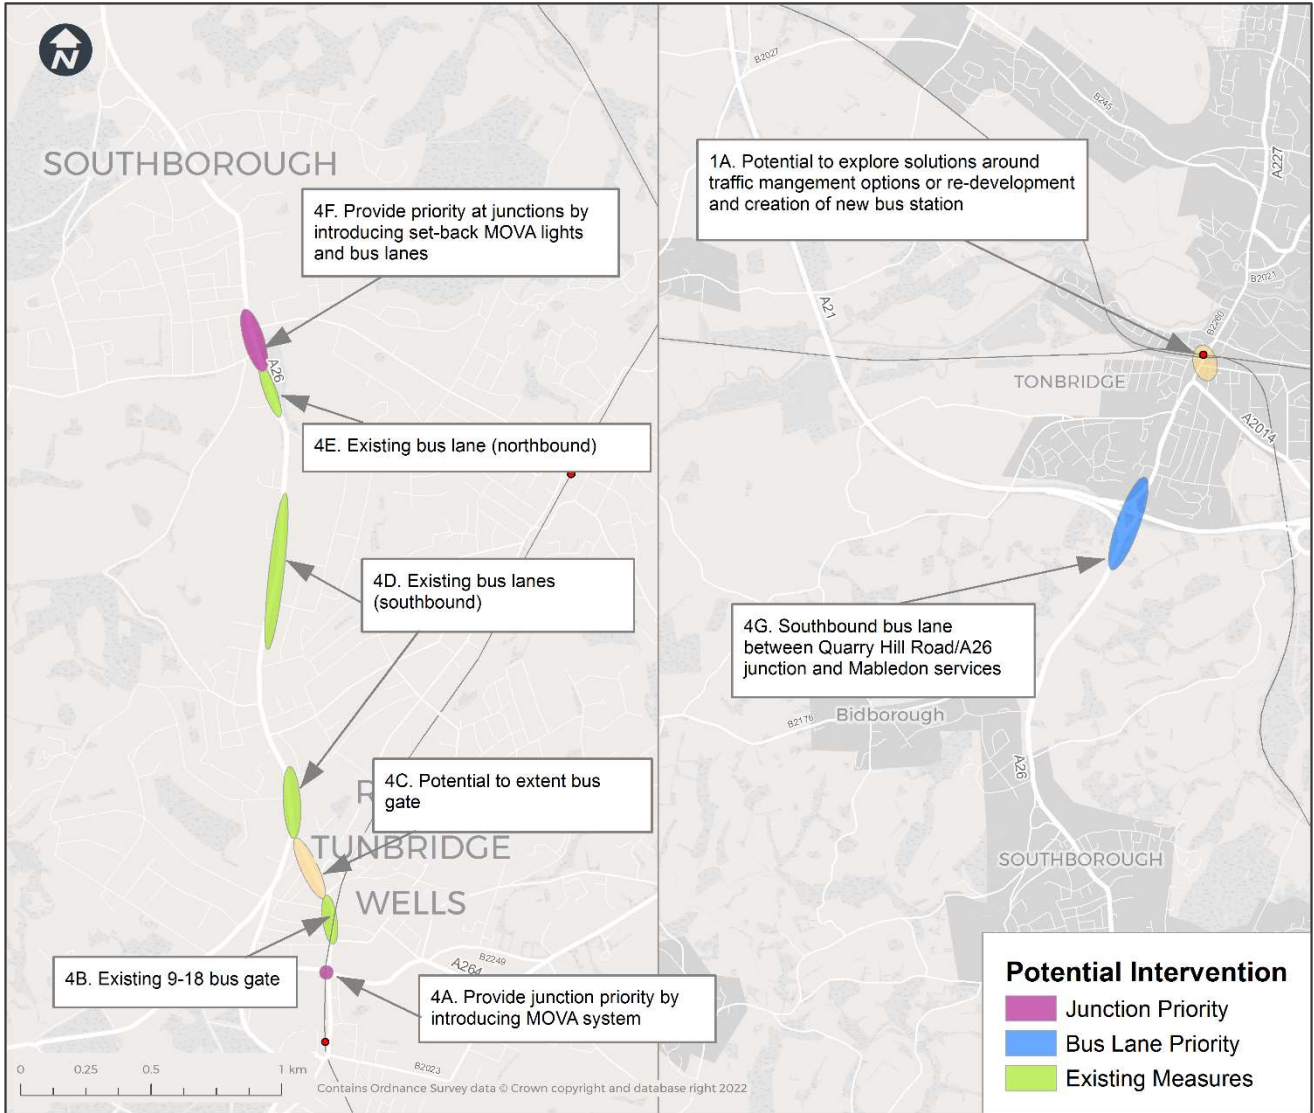 N
SOUTHBOROUGH
4F. Provide priority at junctions by
introducing set-back MOVA lights
and bus lanes
A26
4E. Existing bus lane (northbound)
4D. Existing bus lanes
(southbound)
4C. Potential to extent bus
gate
R
TUNBRIDGE
WELLS
4B. Existing 9-18 bus gate
B2249
A264
4A. Provide junction priority by
introducing MOVA system
B2023
0 0.25 0.5 1 km
Contains Ordnance Survey data © Crown copyright and database right 2022
B2027
B245
A227
1A. Potential to explore solutions around
traffic mangement options or re-development
and creation of new bus station
B2021
A21
B2260
TONBRIDGE
A2014
4G. Southbound bus lane
between Quarry Hill Road/A26
junction and Mabledon services
B2176
Bidborough
A26
SOUTHBOROUGH
Potential Intervention
Junction Priority
Bus Lane Priority
Existing Measures